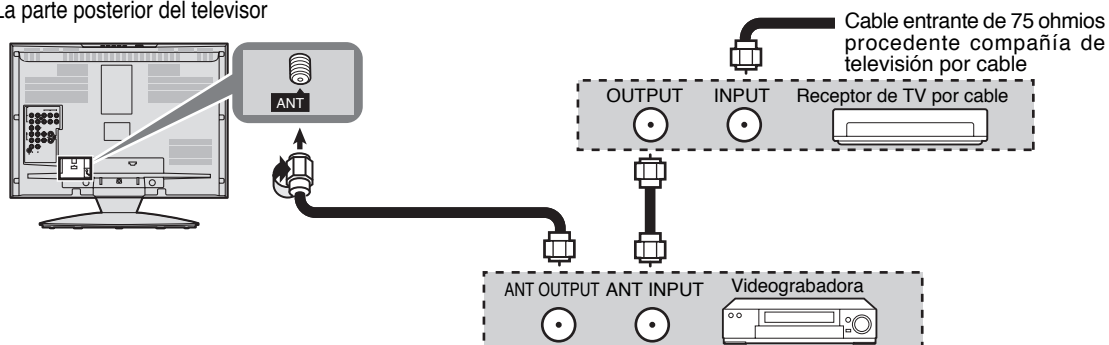 La parte posterior del televisor
ANT
Cable entrante de 75 ohmios
procedente compañía de
televisión por cable
OUTPUT INPUT Receptor de TV por cable
ANT OUTPUT ANT INPUT Videograbadora